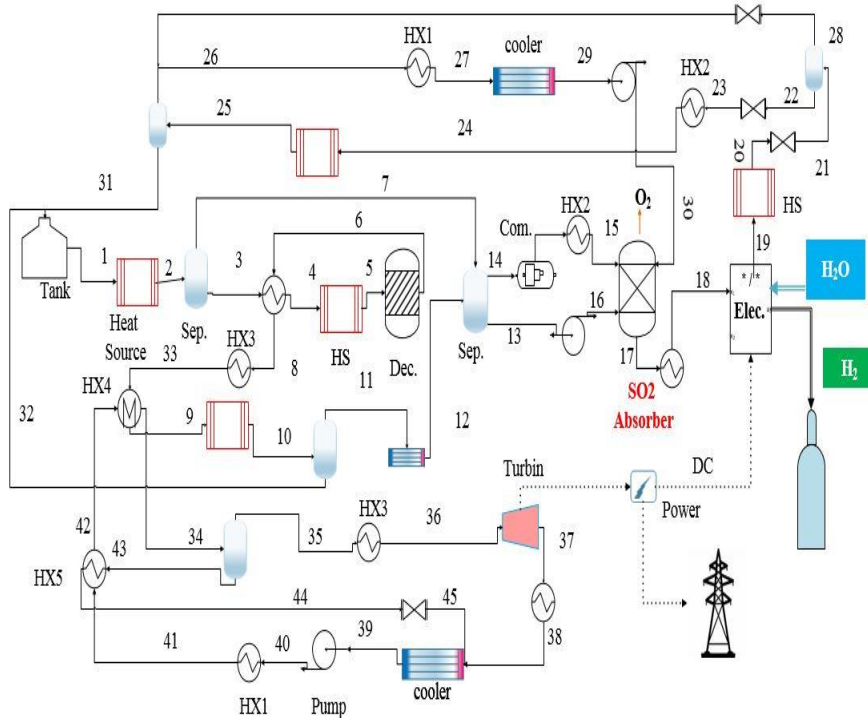 28
HX1
cooler
26
27
29
HX2
23
22
25
24
20
21
31
7
HS
6
Com.
HX2
O₂
30
15
14
19
1
2
3
4
5
18
H₂O
Tank
16
* /*
Elec.
Heat
Source
Sep.
HX3
Sep.
13
HS
Dec.
17
33
8
H₂
HX4
11
SO2
Absorber
32
9
10
12
Turbin
DC
HX3
Power
42
34
35
36
37
43
HX5
44
45
38
41
40
39
HX1
Pump
cooler